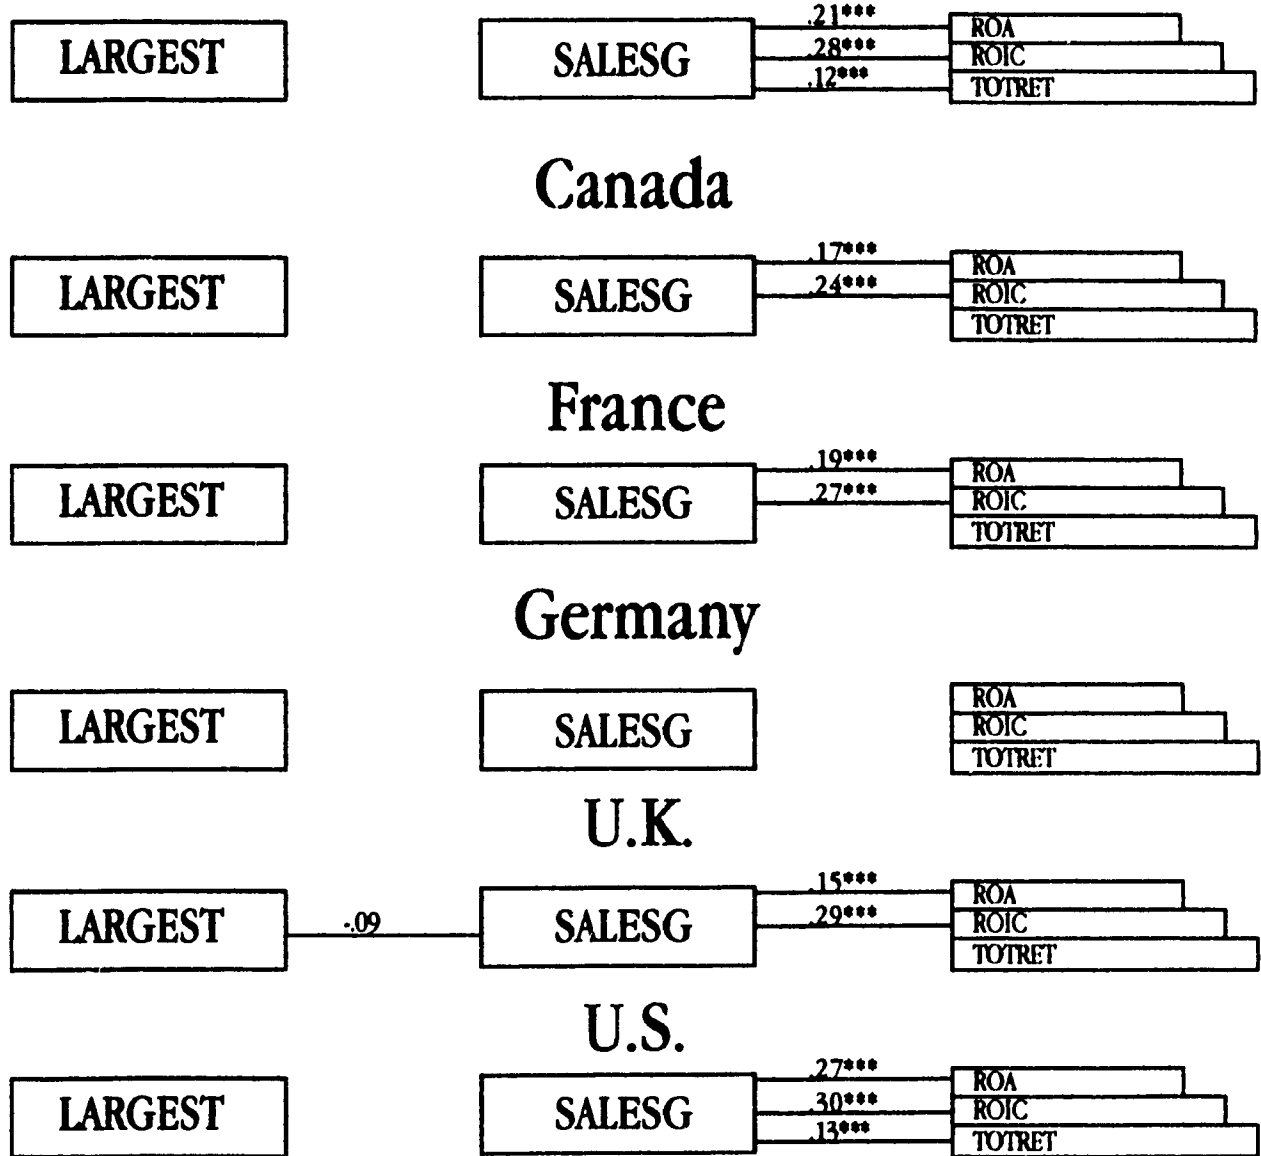 LARGEST SALESG .21*** ROA
.28*** ROIC
.12*** TOTRET
Canada
LARGEST SALESG .17*** ROA
.24*** ROIC
TOTRET
France
LARGEST SALESG .19*** ROA
.27*** ROIC
TOTRET
Germany
LARGEST SALESG ROA
ROIC
TOTRET
U.K.
LARGEST -.09 SALESG .15*** ROA
.29*** ROIC
TOTRET
U.S.
LARGEST SALESG .27*** ROA
.30*** ROIC
.13*** TOTRET